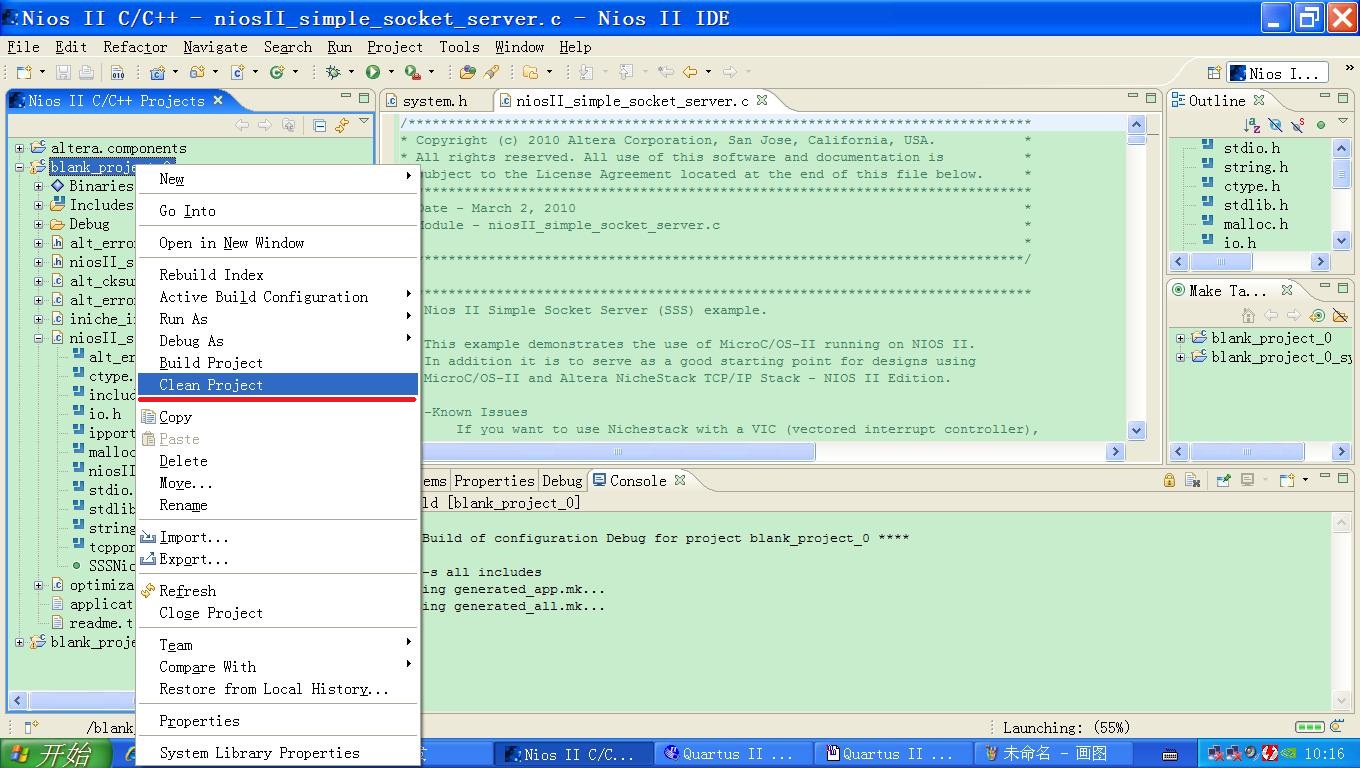 Nios II C/C++ - niosII_simple_socket_server.c - Nios II IDE
File Edit Refactor Navigate Search Run Project Tools Window Help
Nios I...
Nios II C/C++ Projects
system.h
niosII_simple_socket_server.c
Outline
altera.components
blank_project_0
Binaries
Includes
Debug
alt_erro
niosII_s
alt_cksu
alt_erro
iniche_i
niosII_s
alt_er
ctype.
includ
io.h
ipport
malloc
niosII
stdio.
stdlib
string
tcppor
SSSNio
optimiza
applicat
readme.t
blank_proje
New
Go Into
Open in New Window
Rebuild Index
Active Build Configuration
Run As
Debug As
Build Project
Clean Project
Copy
Paste
Delete
Move...
Rename
Import...
Export...
Refresh
Close Project
Team
Compare With
Restore from Local History...
Properties
System Library Properties
/******************************************************************************
* Copyright (c) 2010 Altera Corporation, San Jose, California, USA. *
* All rights reserved. All use of this software and documentation is *
subject to the License Agreement located at the end of this file below. *
******************************************************************************
Date - March 2, 2010 *
Module - niosII_simple_socket_server.c *
*
******************************************************************************/
******************************************************************************
Nios II Simple Socket Server (SSS) example.
This example demonstrates the use of MicroC/OS-II running on NIOS II.
In addition it is to serve as a good starting point for designs using
MicroC/OS-II and Altera NicheStack TCP/IP Stack - NIOS II Edition.
-Known Issues
If you want to use Nichestack with a VIC (vectored interrupt controller),
stdio.h
string.h
ctype.h
stdlib.h
malloc.h
io.h
Make Ta...
blank_project_0
blank_project_0_sy
ems Properties Debug Console
ld [blank_project_0]
Build of configuration Debug for project blank_project_0 ****
-s all includes
ing generated_app.mk...
ing generated_all.mk...
/blank
Launching: (55%)
开始
Nios II C/C...
Quartus II ...
Quartus II ...
未命名 - 画图
10:16